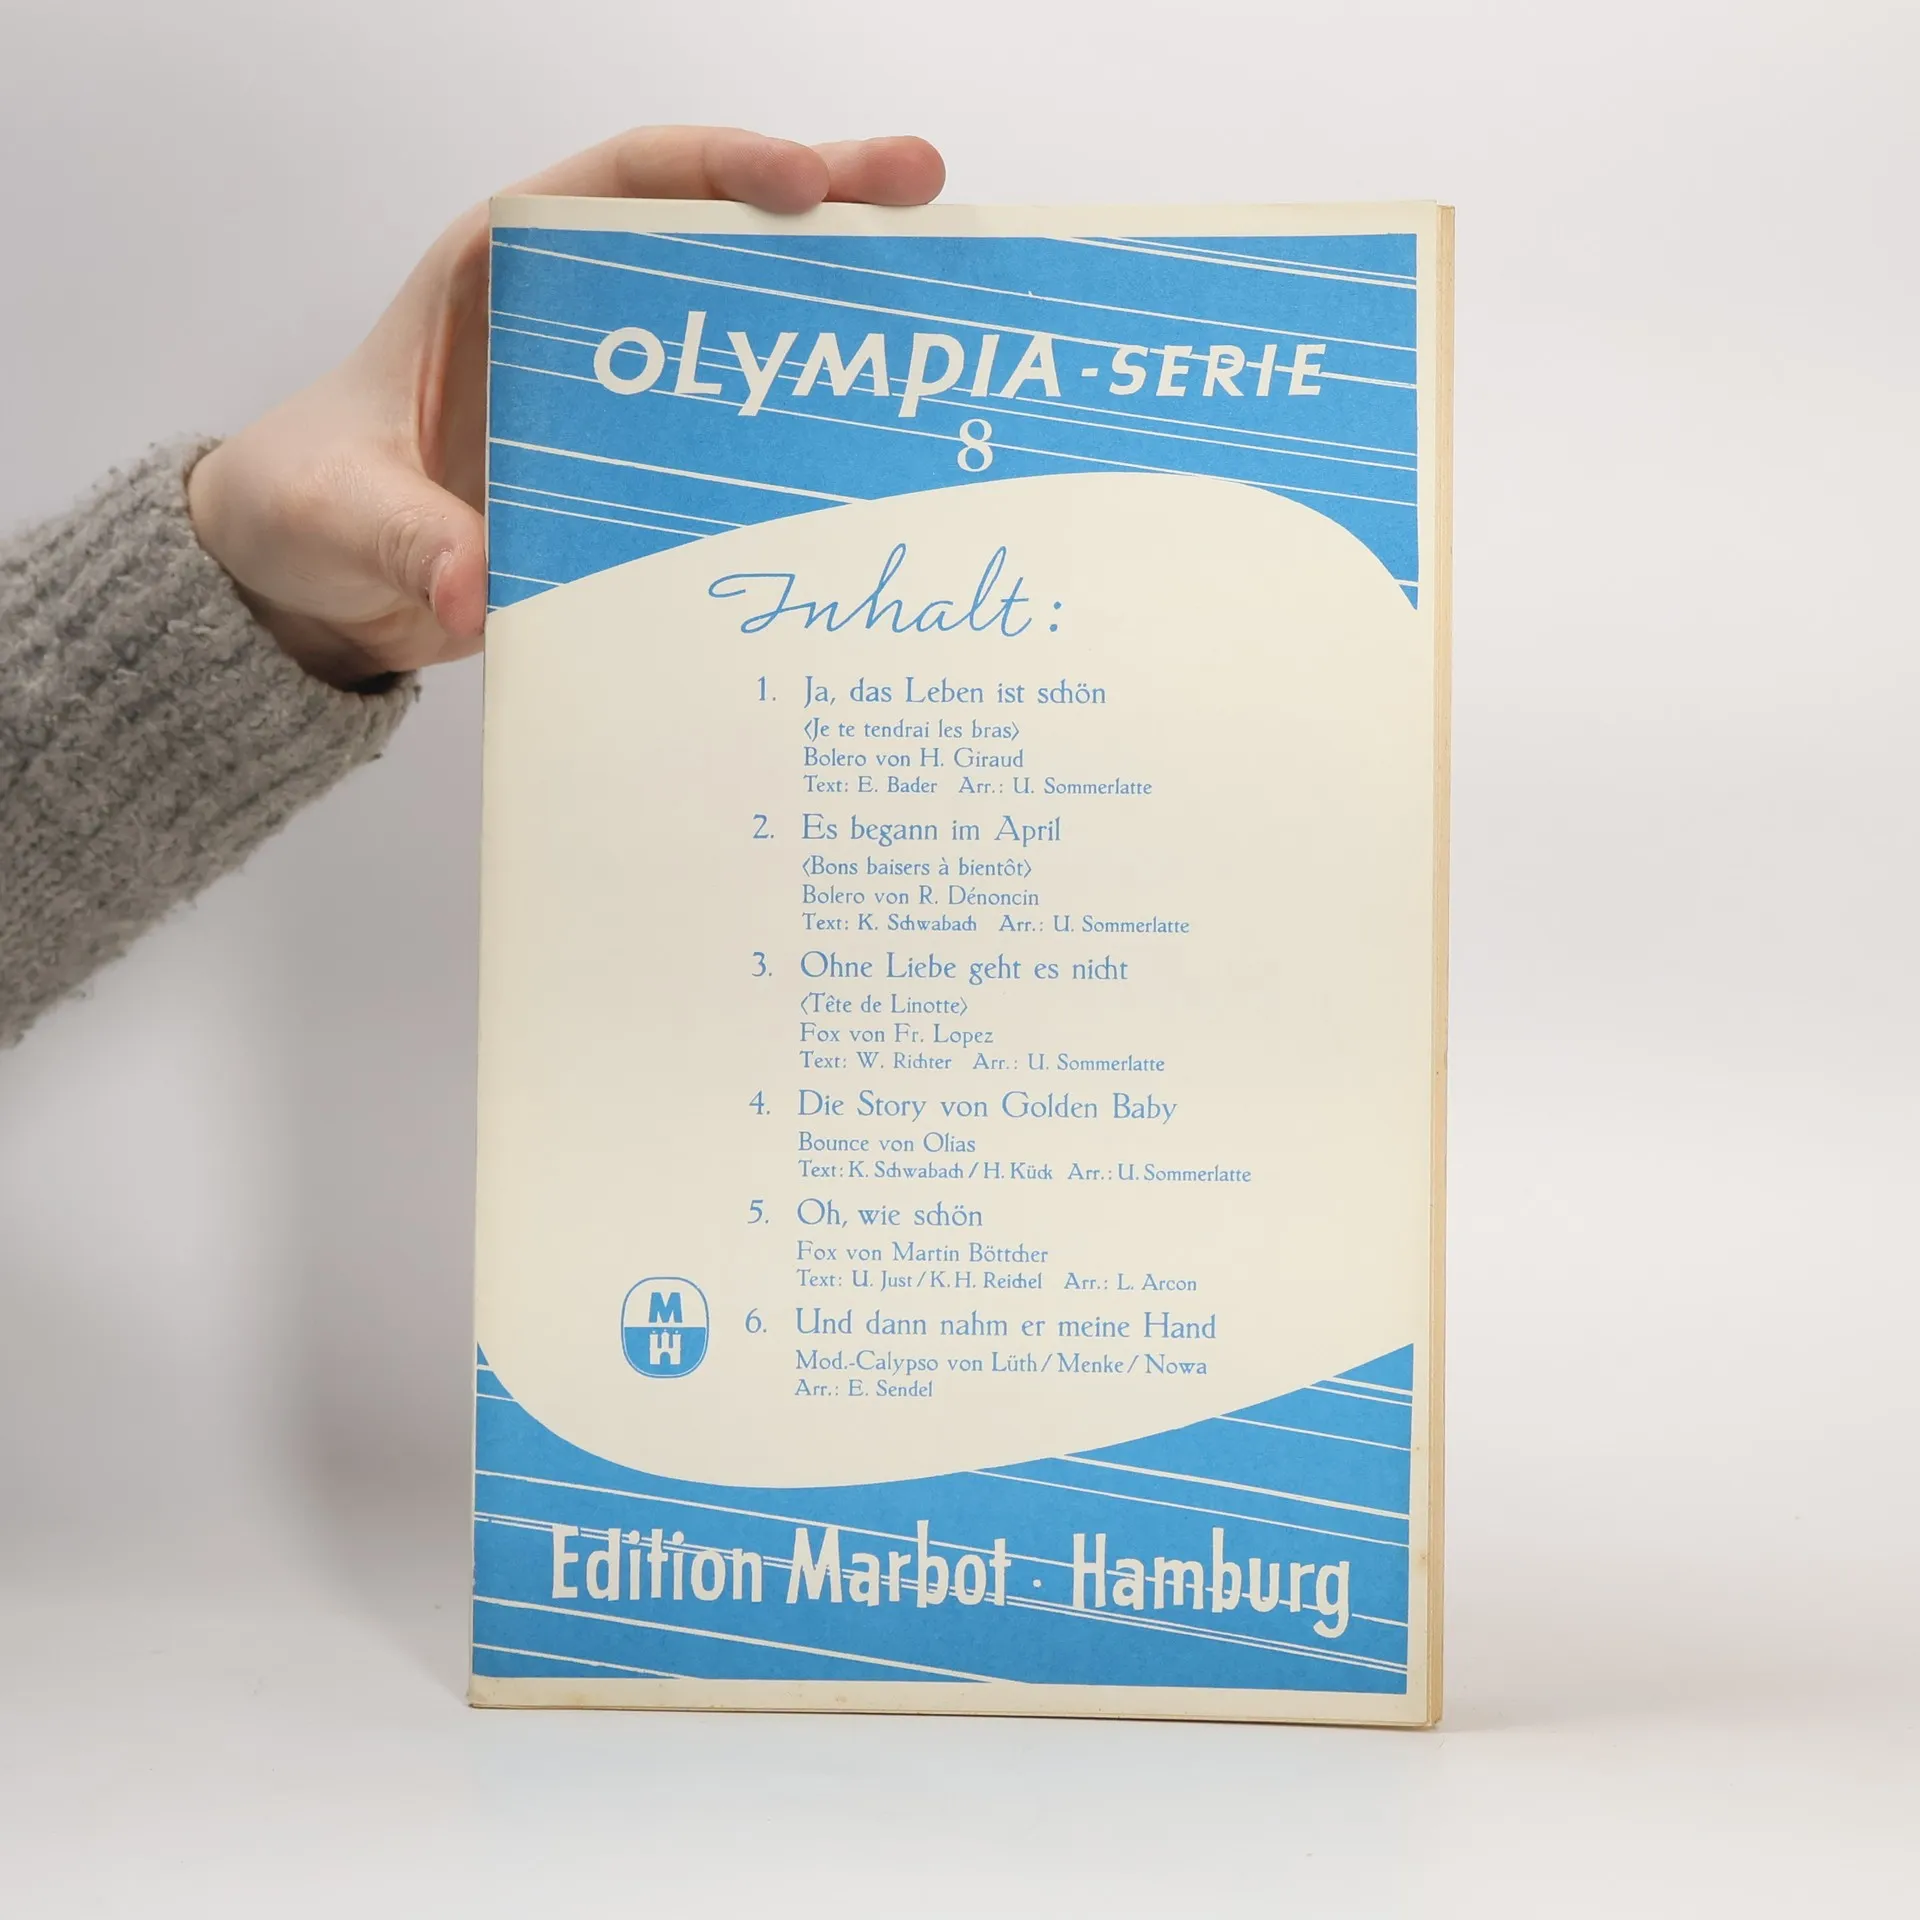 OLYMPIA - SERIE
8
Inhalt:
1. Ja, das Leben ist schön
〈Je te tendrai les bras〉
Bolero von H. Giraud
Text: E. Bader Arr.: U. Sommerlatte
2. Es begann im April
〈Bons baisers à bientôt〉
Bolero von R. Dénoncin
Text: K. Schwabach Arr.: U. Sommerlatte
3. Ohne Liebe geht es nicht
〈Tête de Linotte〉
Fox von Fr. Lopez
Text: W. Richter Arr.: U. Sommerlatte
4. Die Story von Golden Baby
Bounce von Olias
Text: K. Schwabach / H. Kück Arr.: U. Sommerlatte
5. Oh, wie schön
Fox von Martin Böttcher
Text: U. Just / K. H. Reichel Arr.: L. Arcon
6. Und dann nahm er meine Hand
Mod.-Calypso von Lüth / Menke / Nowa
Arr.: E. Sendel
M
Edition Marbot · Hamburg